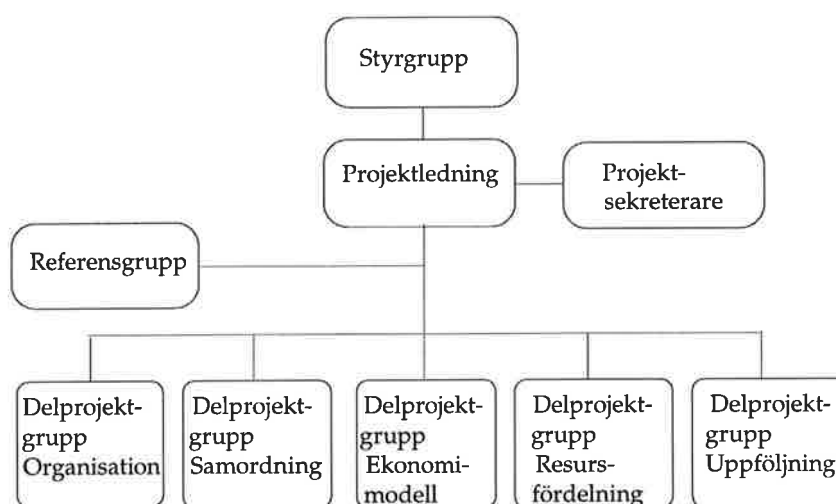 Styrgrupp
Projektledning
Projekt-
sekreterare
Referensgrupp
Delprojekt-
grupp
Organisation
Delprojekt-
grupp
Samordning
Delprojekt-
grupp
Ekonomi-
modell
Delprojekt-
grupp
Resurs-
fördelning
Delprojekt-
grupp
Uppföljning